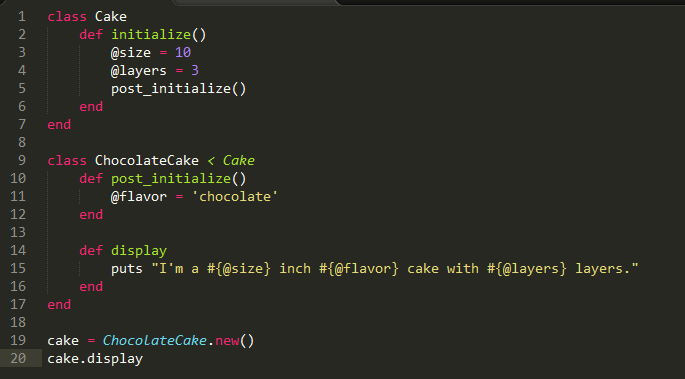 1 class Cake
2     def initialize()
3         @size = 10
4         @layers = 3
5         post_initialize()
6     end
7 end
8
9 class ChocolateCake < Cake
10     def post_initialize()
11         @flavor = 'chocolate'
12     end
13
14     def display
15         puts "I'm a #{@size} inch #{@flavor} cake with #{@layers} layers."
16     end
17 end
18
19 cake = ChocolateCake.new()
20 cake.display